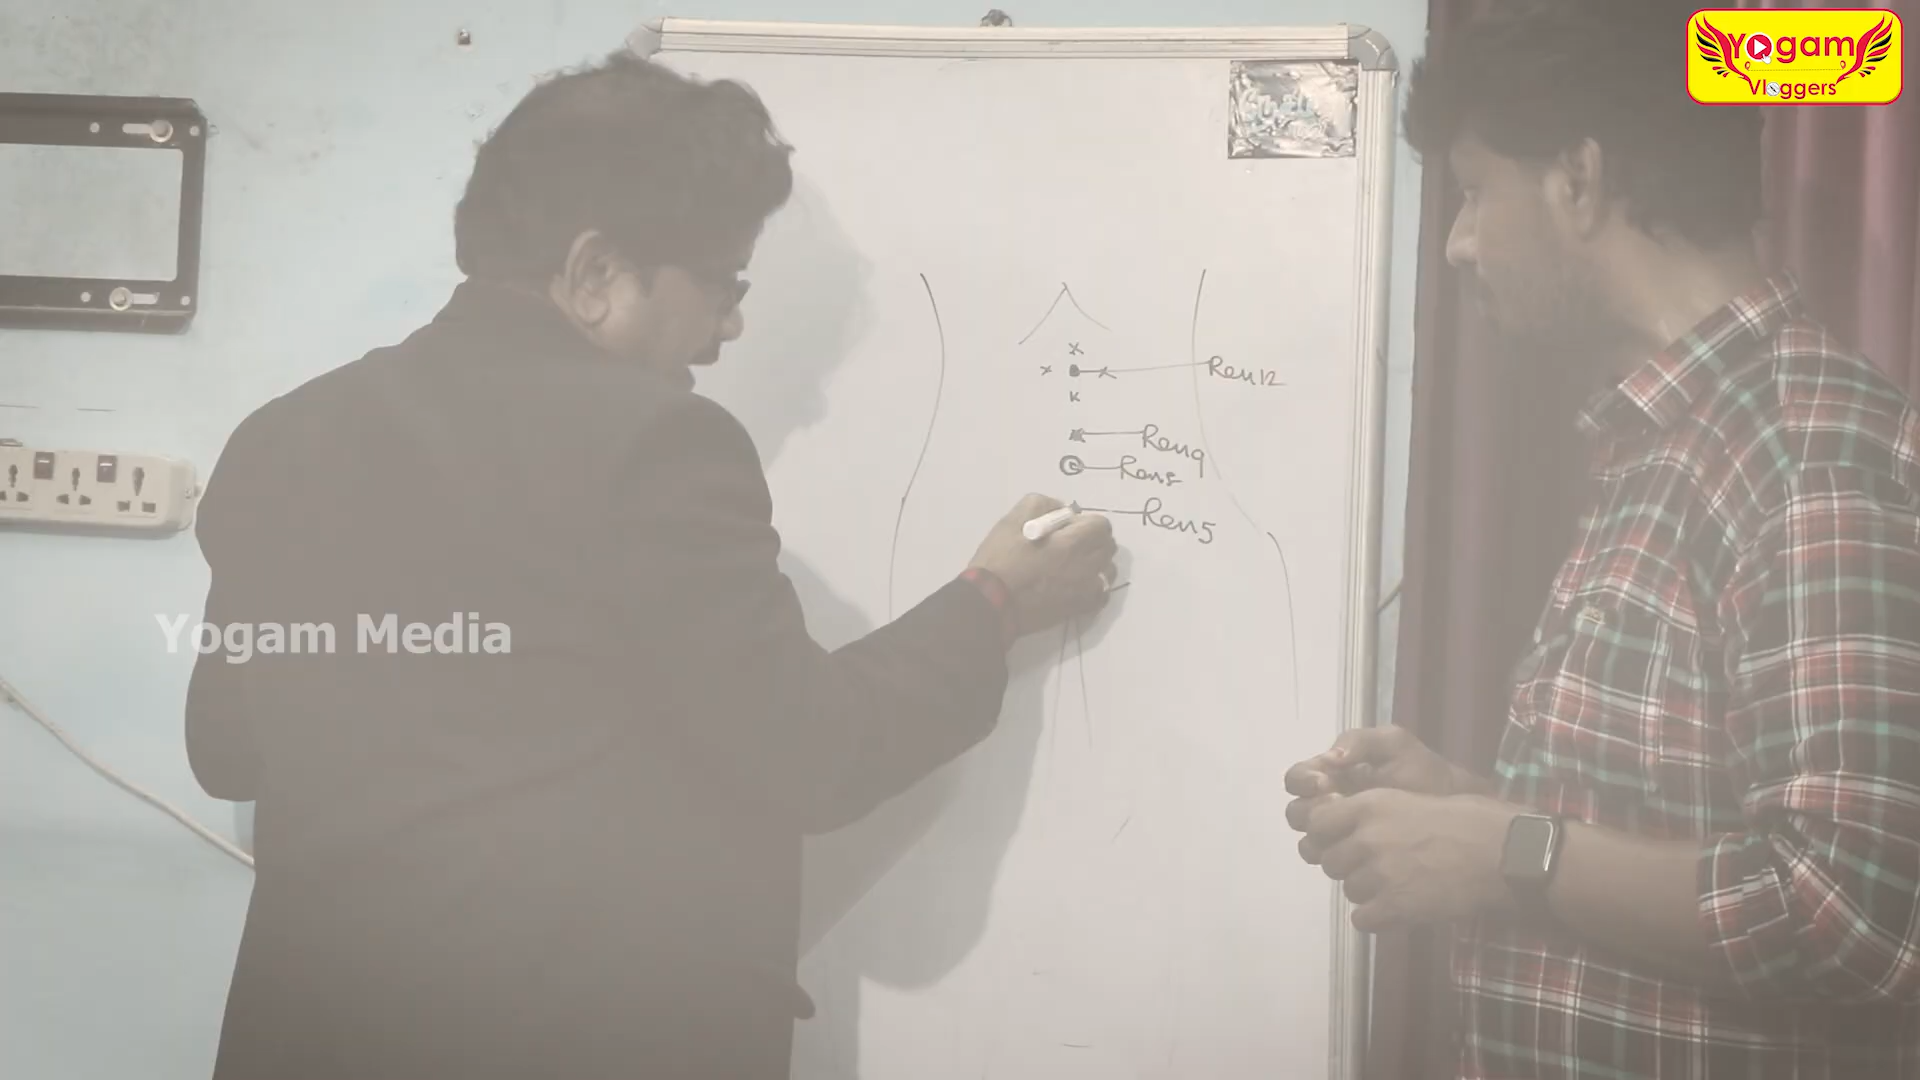 Yogam
Vloggers
Ren12
Ren9
Ren8
Ren5
Yogam Media